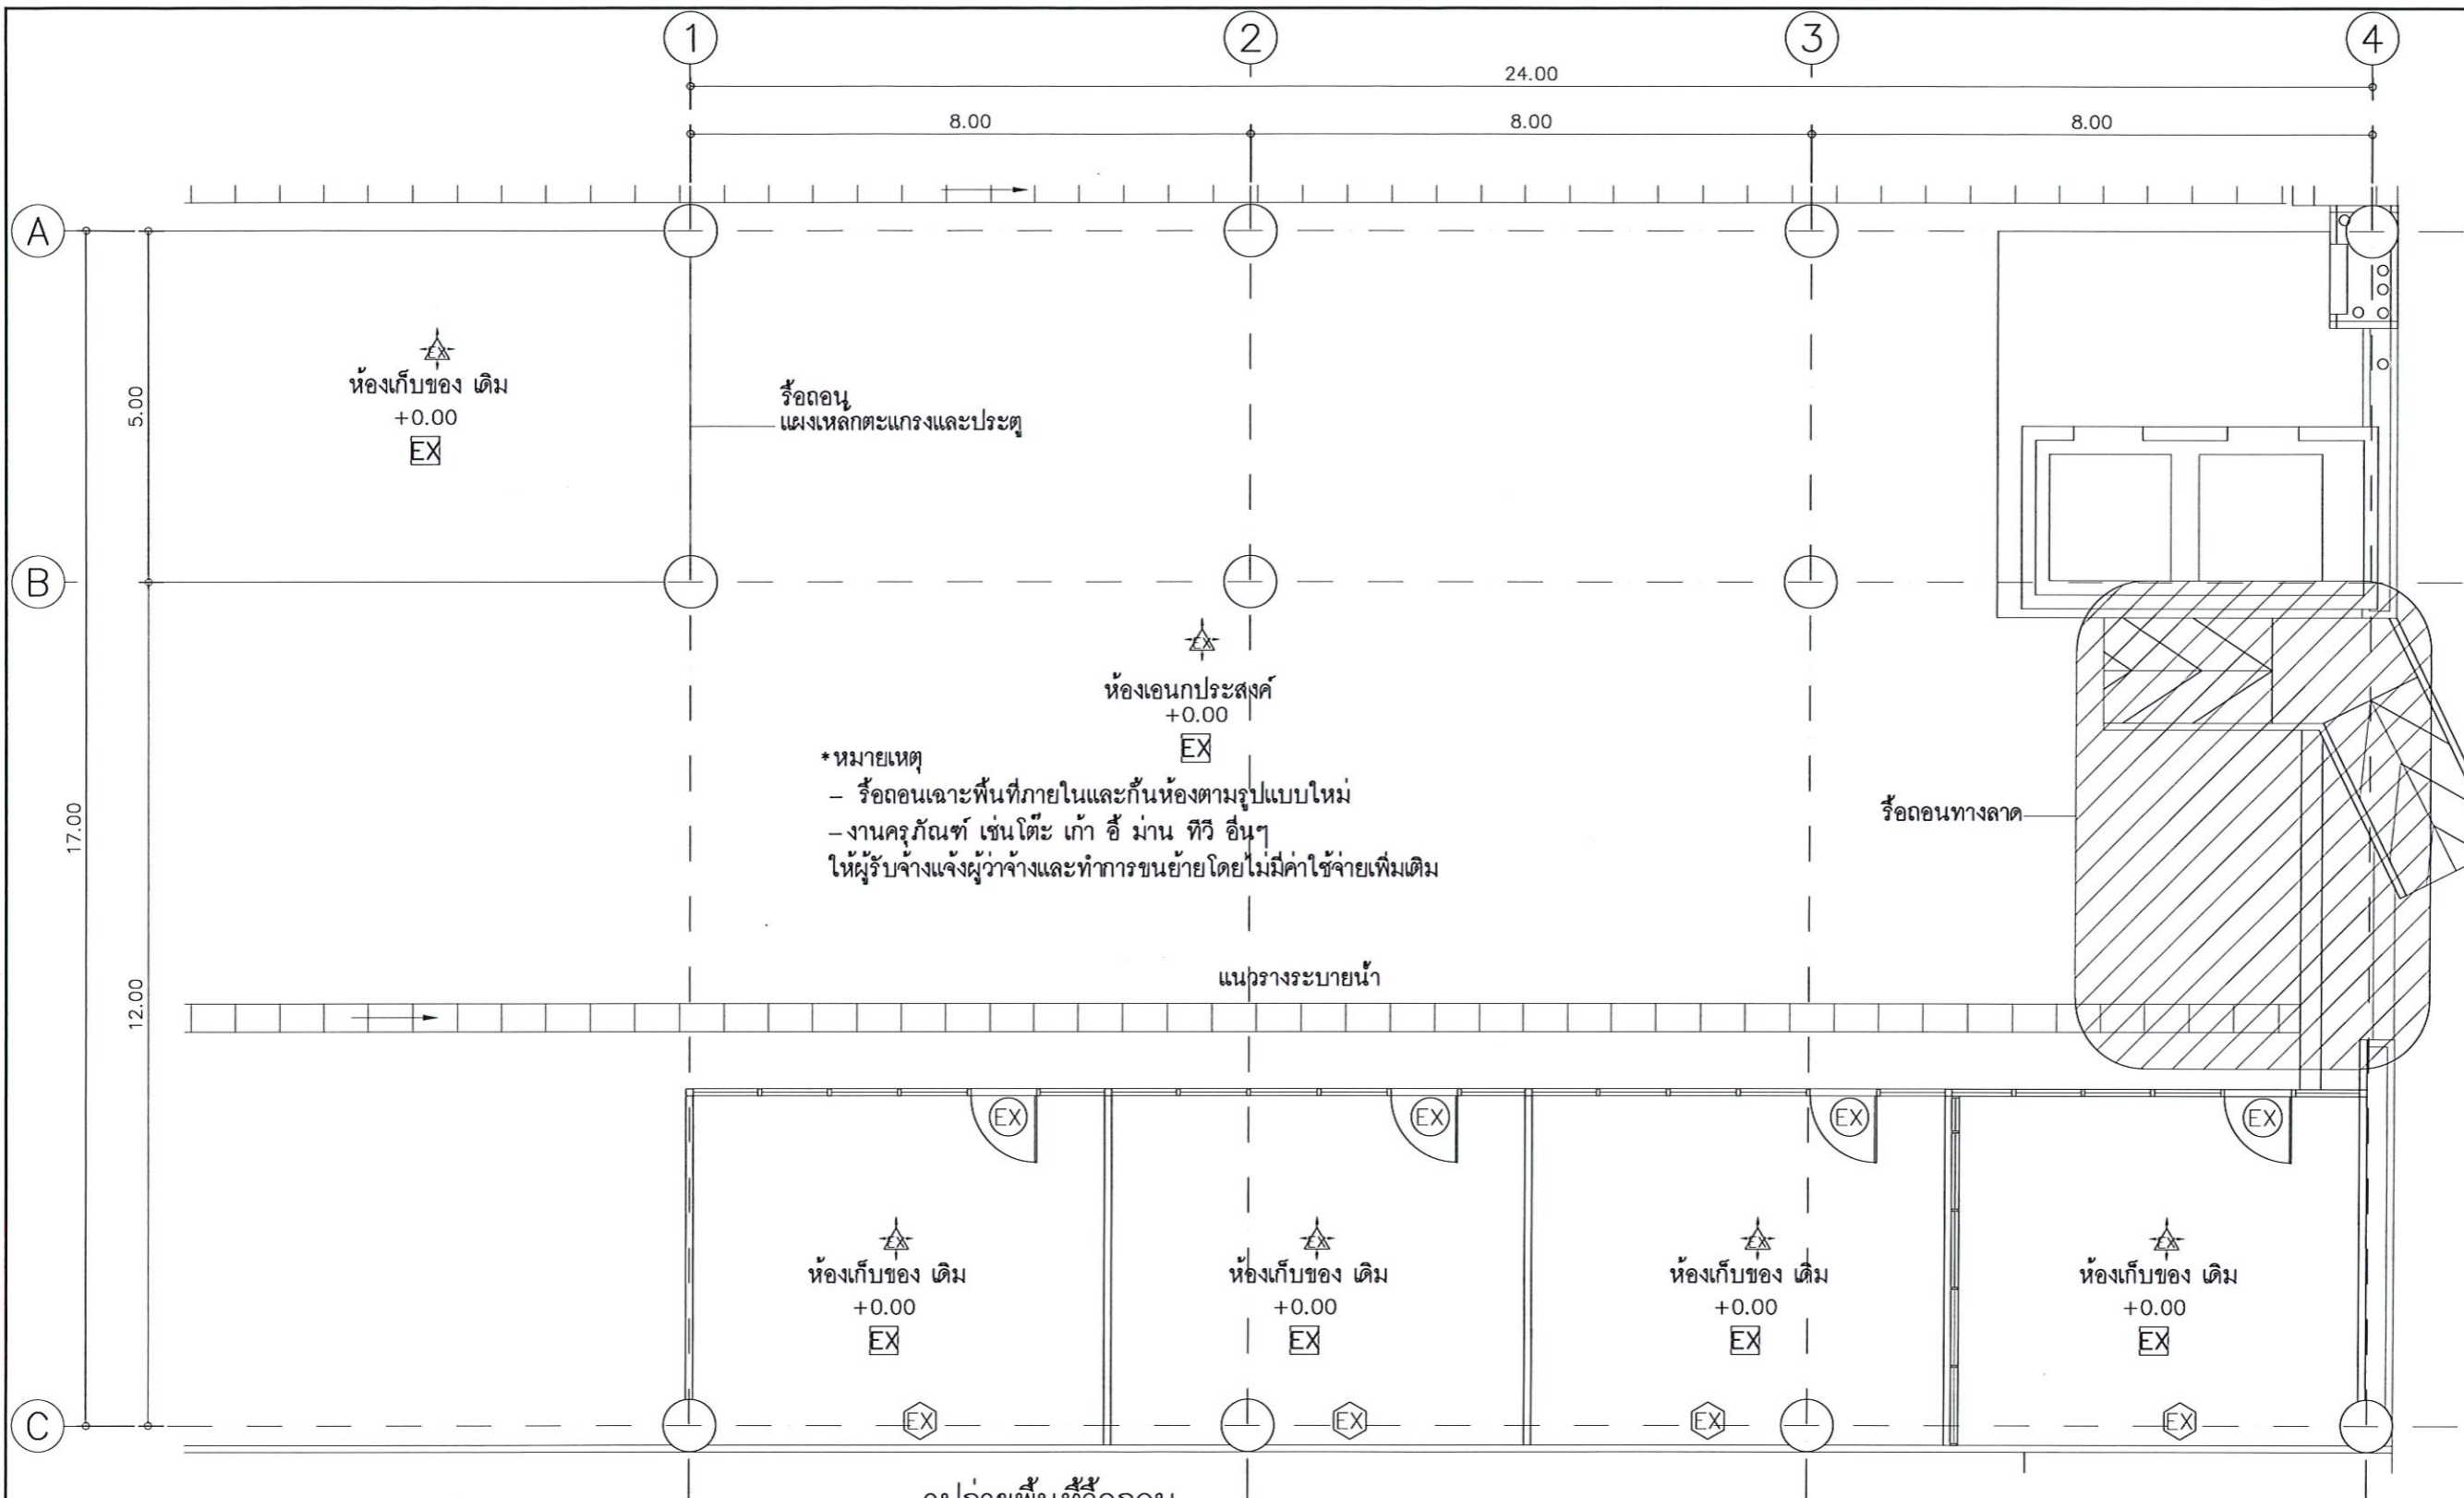 1 2 3 4
24.00
8.00 8.00 8.00
A
EX
ห้องเก็บของ เดิม
+0.00
EX
5.00
รื้อถอน
แผงเหล็กตะแกรงและประตู
B
EX
ห้องเอนกประสงค์
+0.00
EX
*หมายเหตุ
– รื้อถอนเฉาะพื้นที่ภายในและกั้นห้องตามรูปแบบใหม่
–งานครุภัณฑ์ เช่นโต๊ะ เก้า อี้ ม่าน ทีวี อื่นๆ
ให้ผู้รับจ้างแจ้งผู้ว่าจ้างและทำการขนย้ายโดยไม่มีค่าใช้จ่ายเพิ่มเติม
รื้อถอนทางลาด
17.00
12.00
แนวรางระบายน้ำ
EX EX EX EX
EX EX EX EX
ห้องเก็บของ เดิม ห้องเก็บของ เดิม ห้องเก็บของ เดิม ห้องเก็บของ เดิม
+0.00 +0.00 +0.00 +0.00
EX EX EX EX
C
EX EX EX EX